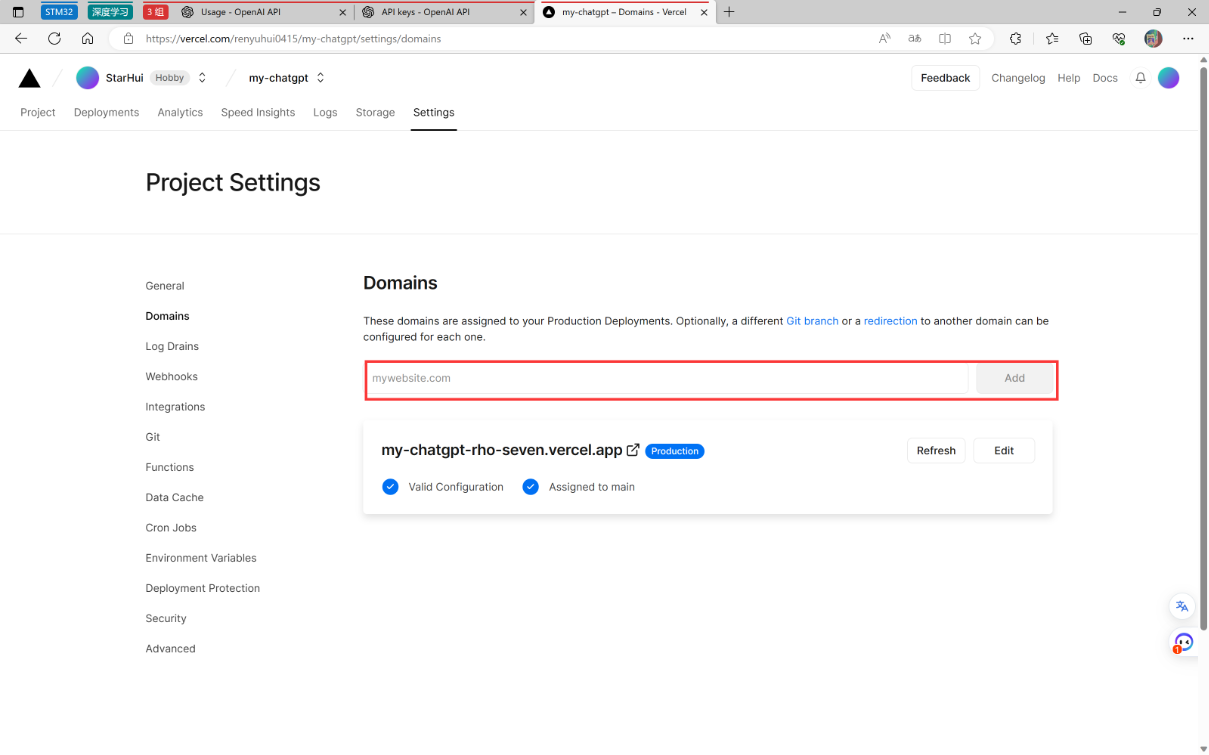 STM32 深度学习 3 组 Usage - OpenAI API API keys - OpenAI API my-chatgpt – Domains - Vercel
https://vercel.com/renyuhui0415/my-chatgpt/settings/domains
StarHui Hobby my-chatgpt Feedback Changelog Help Docs
Project Deployments Analytics Speed Insights Logs Storage Settings
Project Settings
General
Domains
Log Drains
Webhooks
Integrations
Git
Functions
Data Cache
Cron Jobs
Environment Variables
Deployment Protection
Security
Advanced
Domains
These domains are assigned to your Production Deployments. Optionally, a different Git branch or a redirection to another domain can be
configured for each one.
mywebsite.com Add
my-chatgpt-rho-seven.vercel.app Production Refresh Edit
Valid Configuration Assigned to main
1